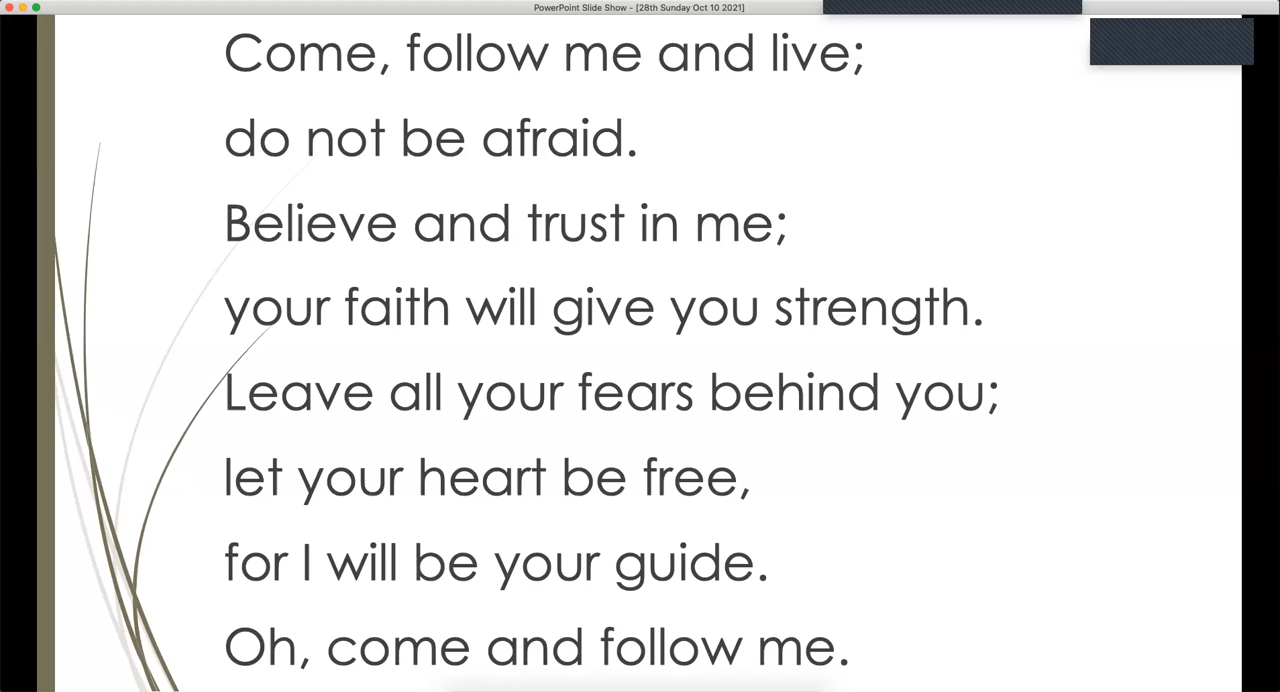 PowerPoint Slide Show - [28th Sunday Oct 10 2021]
Come, follow me and live;
do not be afraid.
Believe and trust in me;
your faith will give you strength.
Leave all your fears behind you;
let your heart be free,
for I will be your guide.
Oh, come and follow me.